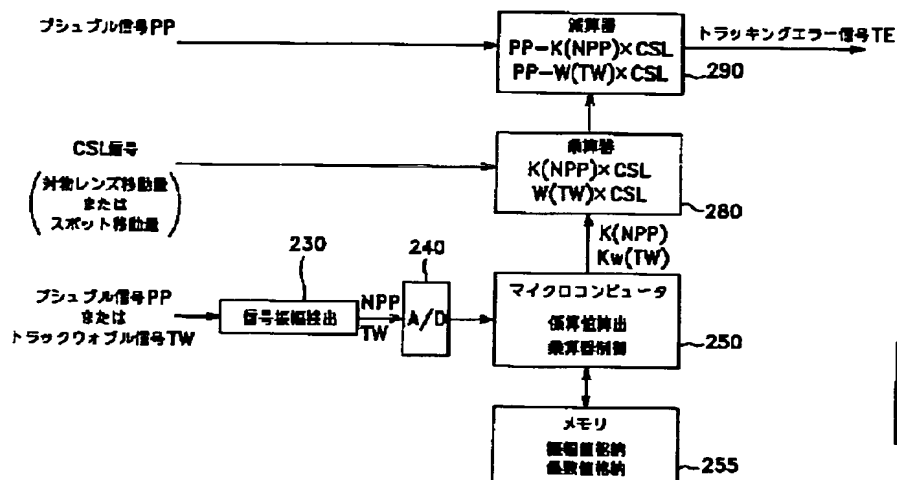 プシュプル信号PP
減算器
PP-K(NPP)×CSL
PP-W(TW)×CSL
290
トラッキングエラー信号TE
CSL信号
対物レンズ移動量
または
スポット移動量
乗算器
K(NPP)×CSL
W(TW)×CSL
280
K(NPP)
Kw(TW)
プシュプル信号PP
または
トラックウォブル信号TW
230
信号振幅検出
NPP
TW
240
A/D
マイクロコンピュータ
係算値算出
乗算器制御
250
メモリ
振幅値格納
係数値格納
255